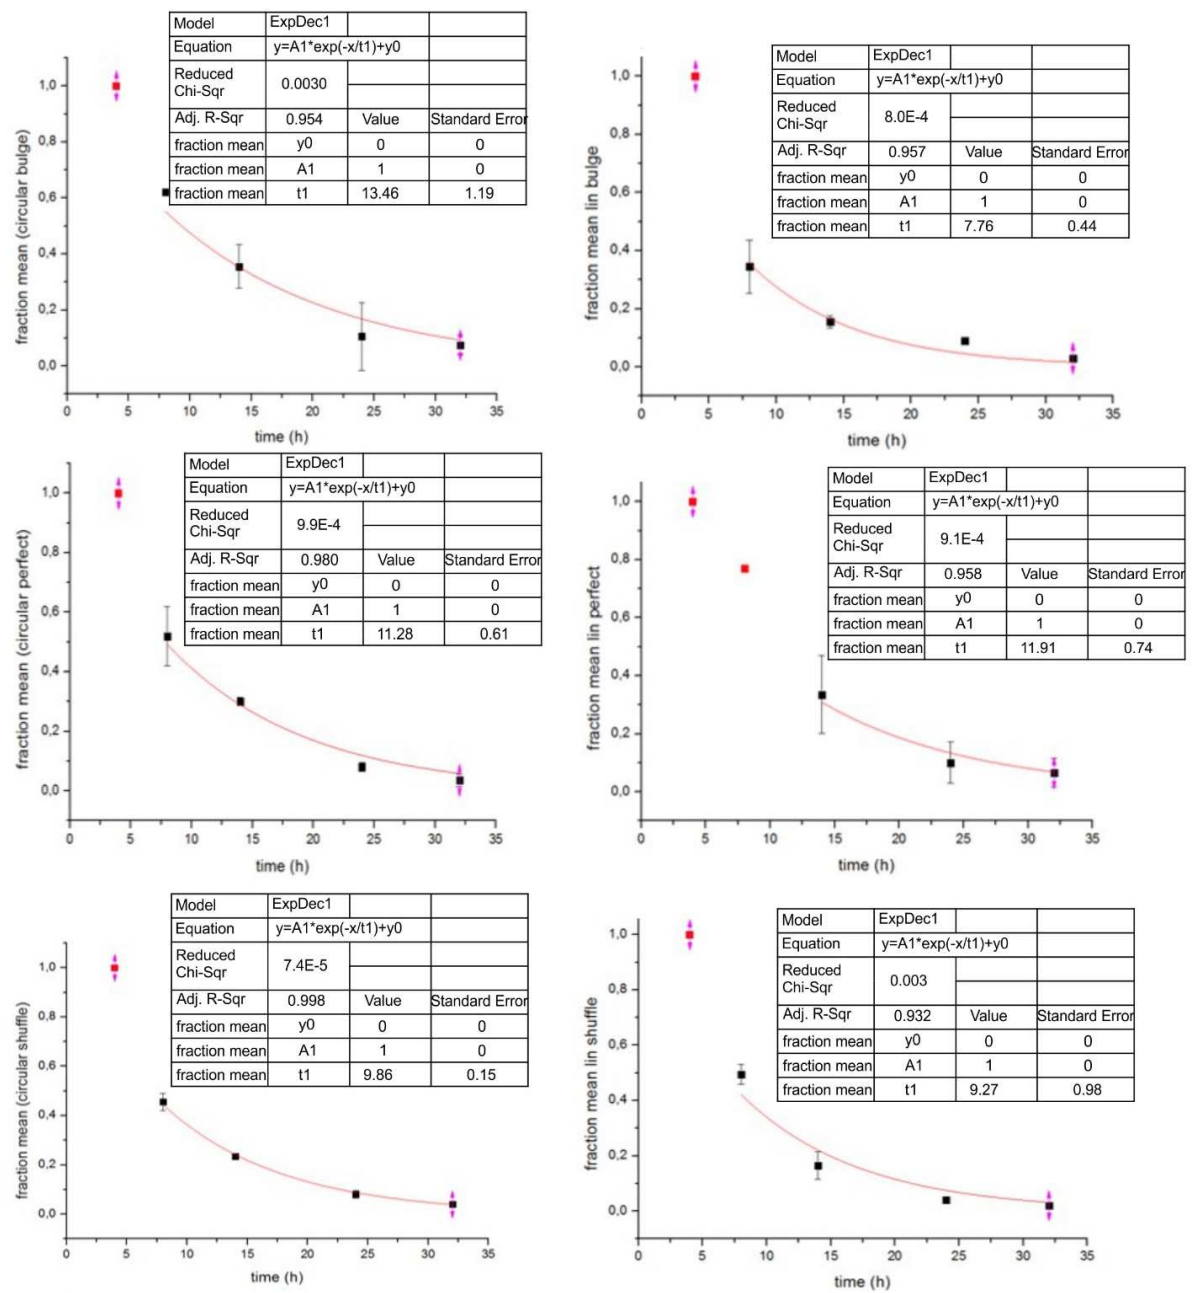 Model ExpDec1
Equation y=A1*exp(-x/t1)+y0
Reduced
Chi-Sqr 0.0030
Adj. R-Sqr 0.954 Value Standard Error
fraction mean y0 0 0
fraction mean A1 1 0
fraction mean t1 13.46 1.19
fraction mean (circular bulge)
1,0
0,8
0,6
0,4
0,2
0,0
0 5 10 15 20 25 30 35
time (h)
Model ExpDec1
Equation y=A1*exp(-x/t1)+y0
Reduced
Chi-Sqr 8.0E-4
Adj. R-Sqr 0.957 Value Standard Error
fraction mean y0 0 0
fraction mean A1 1 0
fraction mean t1 7.76 0.44
fraction mean lin bulge
1,0
0,8
0,6
0,4
0,2
0,0
0 5 10 15 20 25 30 35
time (h)
Model ExpDec1
Equation y=A1*exp(-x/t1)+y0
Reduced
Chi-Sqr 9.9E-4
Adj. R-Sqr 0.980 Value Standard Error
fraction mean y0 0 0
fraction mean A1 1 0
fraction mean t1 11.28 0.61
fraction mean (circular perfect)
1,0
0,8
0,6
0,4
0,2
0,0
0 5 10 15 20 25 30 35
time (h)
Model ExpDec1
Equation y=A1*exp(-x/t1)+y0
Reduced
Chi-Sqr 9.1E-4
Adj. R-Sqr 0.958 Value Standard Error
fraction mean y0 0 0
fraction mean A1 1 0
fraction mean t1 11.91 0.74
fraction mean lin perfect
1,0
0,8
0,6
0,4
0,2
0,0
0 5 10 15 20 25 30 35
time (h)
Model ExpDec1
Equation y=A1*exp(-x/t1)+y0
Reduced
Chi-Sqr 7.4E-5
Adj. R-Sqr 0.998 Value Standard Error
fraction mean y0 0 0
fraction mean A1 1 0
fraction mean t1 9.86 0.15
fraction mean (circular shuffle)
1,0
0,8
0,6
0,4
0,2
0,0
0 5 10 15 20 25 30 35
time (h)
Model ExpDec1
Equation y=A1*exp(-x/t1)+y0
Reduced
Chi-Sqr 0.003
Adj. R-Sqr 0.932 Value Standard Error
fraction mean y0 0 0
fraction mean A1 1 0
fraction mean t1 9.27 0.98
fraction mean lin shuffle
1,0
0,8
0,6
0,4
0,2
0,0
0 5 10 15 20 25 30 35
time (h)